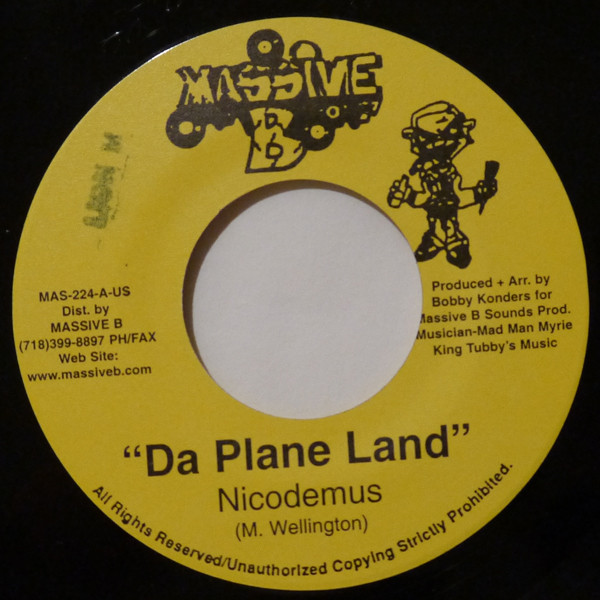 MASSIVE
B
MAS-224-A-US
Dist. by
MASSIVE B
(718)399-8897 PH/FAX
Web Site:
www.massiveb.com
Produced + Arr. by
Bobby Konders for
Massive B Sounds Prod.
Musician-Mad Man Myrie
King Tubby's Music
“Da Plane Land”
Nicodemus
(M. Wellington)
All Rights Reserved/Unauthorized Copying Strictly Prohibited.